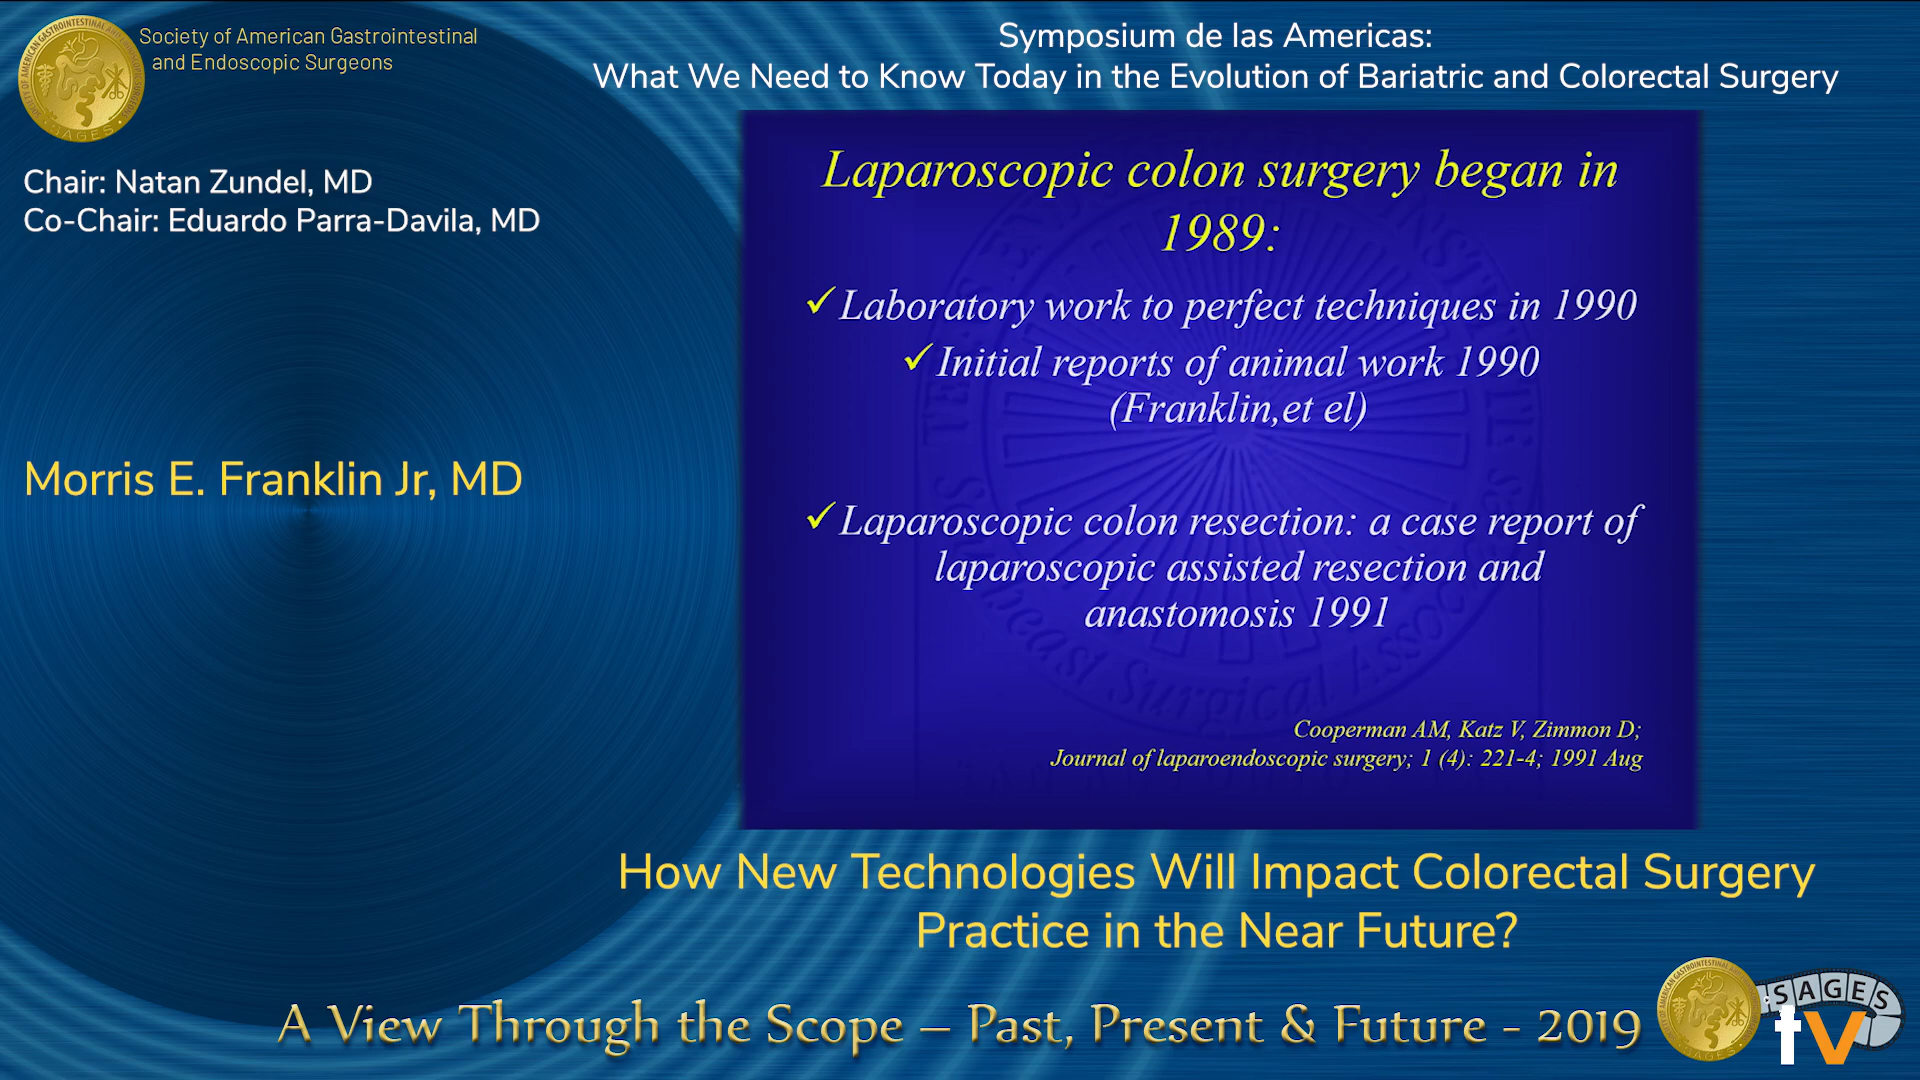 Society of American Gastrointestinal
and Endoscopic Surgeons
Symposium de las Americas:
What We Need to Know Today in the Evolution of Bariatric and Colorectal Surgery
Chair: Natan Zundel, MD
Co-Chair: Eduardo Parra-Davila, MD
Morris E. Franklin Jr, MD
Laparoscopic colon surgery began in
1989:
✓Laboratory work to perfect techniques in 1990
✓Initial reports of animal work 1990
(Franklin,et el)
✓Laparoscopic colon resection: a case report of
laparoscopic assisted resection and
anastomosis 1991
Cooperman AM, Katz V, Zimmon D;
Journal of laparoendoscopic surgery; 1 (4): 221-4; 1991 Aug
How New Technologies Will Impact Colorectal Surgery
Practice in the Near Future?
A View Through the Scope – Past, Present & Future - 2019
SAGES
tv